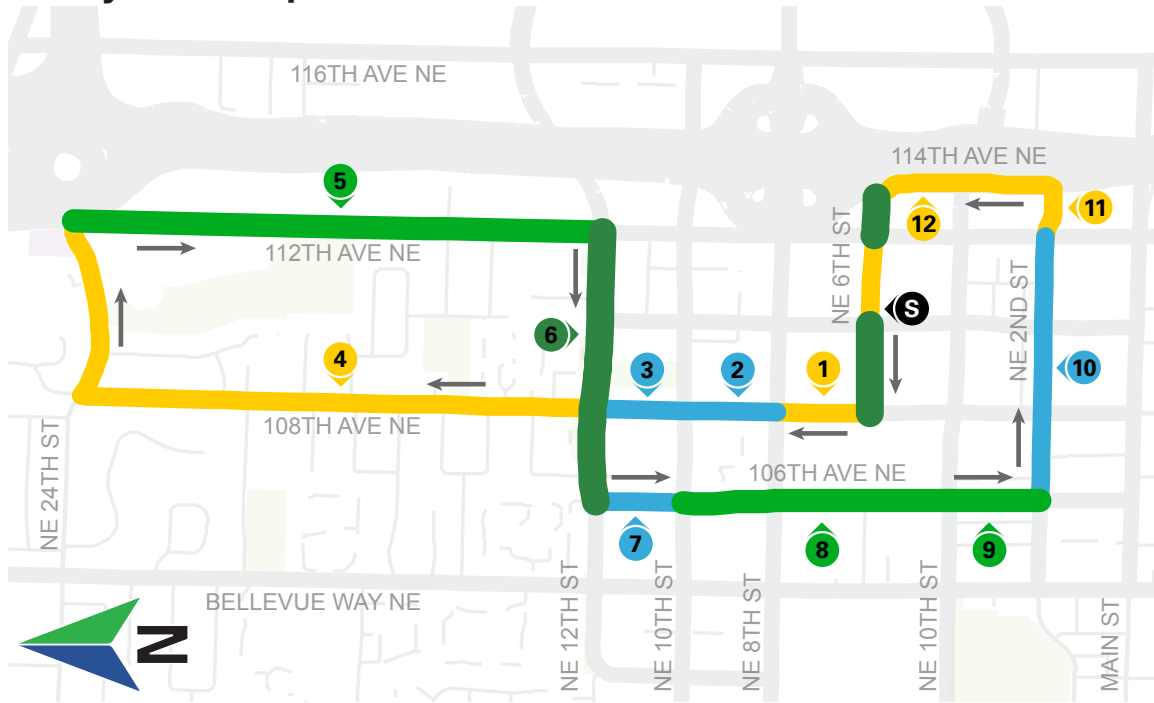 116TH AVE NE
114TH AVE NE
5
11
12
NE 6TH ST
112TH AVE NE
NE 2ND ST
S
6
4
3
2
1
10
108TH AVE NE
NE 24TH ST
106TH AVE NE
7
8
9
BELLEVUE WAY NE
NE 12TH ST
NE 10TH ST
NE 8TH ST
NE 10TH ST
MAIN ST
N